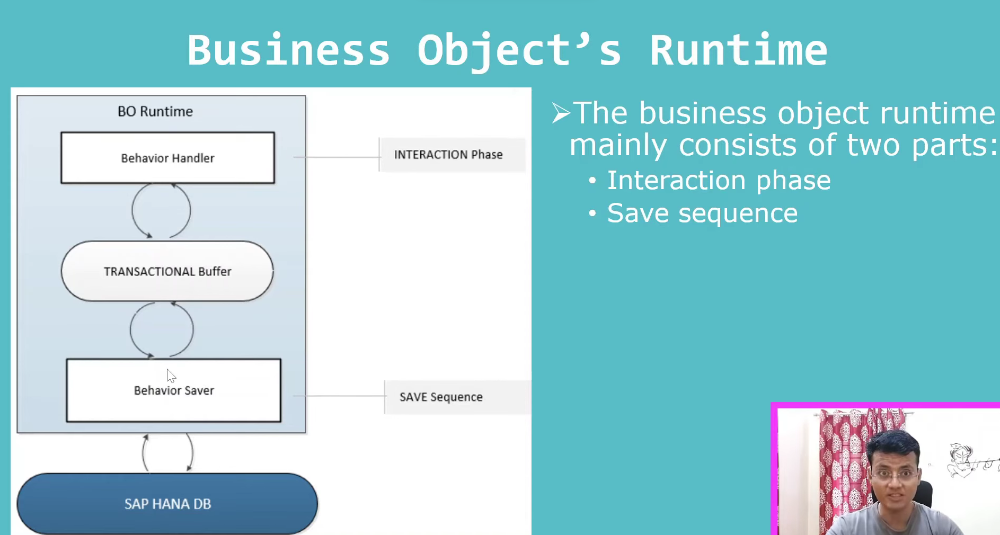 Business Object’s Runtime
BO Runtime
Behavior Handler
INTERACTION Phase
TRANSACTIONAL Buffer
Behavior Saver
SAVE Sequence
SAP HANA DB
➢The business object runtime
mainly consists of two parts:
• Interaction phase
• Save sequence